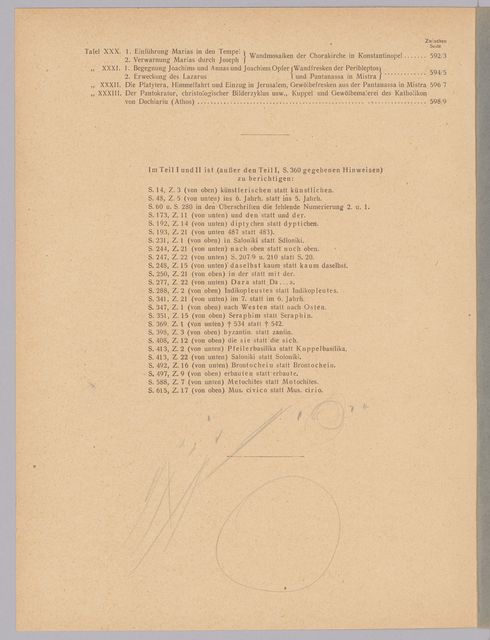 Zwischen
Seite
Tafel XXX. 1. Einführung Marias in den Tempel
2. Verwarnung Marias durch Joseph } Wandmosaiken der Chorakirche in Konstantinopel ....... 592/3
„ XXXI. 1. Begegnung Joachims und Annas und Joachims Opfer (Wandfresken der Peribleptos)
2. Erweckung des Lazarus { und Pantanassa in Mistra } ............ 594/5
„ XXXII. Die Platytera, Himmelfahrt und Einzug in Jerusalem, Gewölbefresken aus der Pantanassa in Mistra 596/7
„ XXXIII. Der Pantokrator, christologischer Bilderzyklus usw., Kuppel und Gewölbemalerei des Katholikon
von Dochiariu (Athos) ............ 598/9
Im Teil I und II ist (außer den Teil I, S. 360 gegebenen Hinweisen)
zu berichtigen:
S. 14, Z. 3 (von oben) künstlerischen statt künstlichen.
S. 48, Z. 5 (von unten) ins 6. Jahrh. statt ins 5. Jahrh.
S. 60 u. S. 280 in den Überschriften die fehlende Numerierung 2. u. 1.
S. 173, Z. 11 (von unten) und den statt und der.
S. 192, Z. 14 (von unten) diptychen statt dyptichen.
S. 193, Z. 21 (von unten 487 statt 483).
S. 231, Z. 1 (von oben) in Saloniki statt Sdloniki.
S. 244, Z. 21 (von unten) nach oben statt noch oben.
S. 247, Z. 22 (von unten) S. 207/9 u. 210 statt S. 20.
S. 248, Z. 15 (von unten) daselbst kaum statt kaum daselbst.
S. 250, Z. 21 (von oben) in der statt mit der.
S. 277, Z. 22 (von unten) Dara statt Da...s.
S. 288, Z. 2 (von oben) Indikopleustes statt Indikopleutes.
S. 341, Z. 21 (von unten) im 7. statt im 6. Jahrh.
S. 347, Z. 1 (von oben) nach Westen statt nach Osten.
S. 351, Z. 15 (von oben) Seraphim statt Seraphin.
S. 369, Z. 1 (von unten) † 534 statt † 542.
S. 398, Z. 3 (von oben) byzantin. statt zantin.
S. 408, Z. 12 (von oben) die sie statt die sich.
S. 413, Z. 2 (von unten) Pfeilerbasilika statt Kuppelbasilika.
S. 413, Z. 22 (von unten) Saloniki statt Soloniki.
S. 492, Z. 16 (von unten) Brontochein statt Brontochein.
S. 497, Z. 9 (von oben) erbauten statt erbaute.
S. 588, Z. 7 (von unten) Metochites statt Motochites.
S. 615, Z. 17 (von oben) Mus. civico statt Mus. cirio.